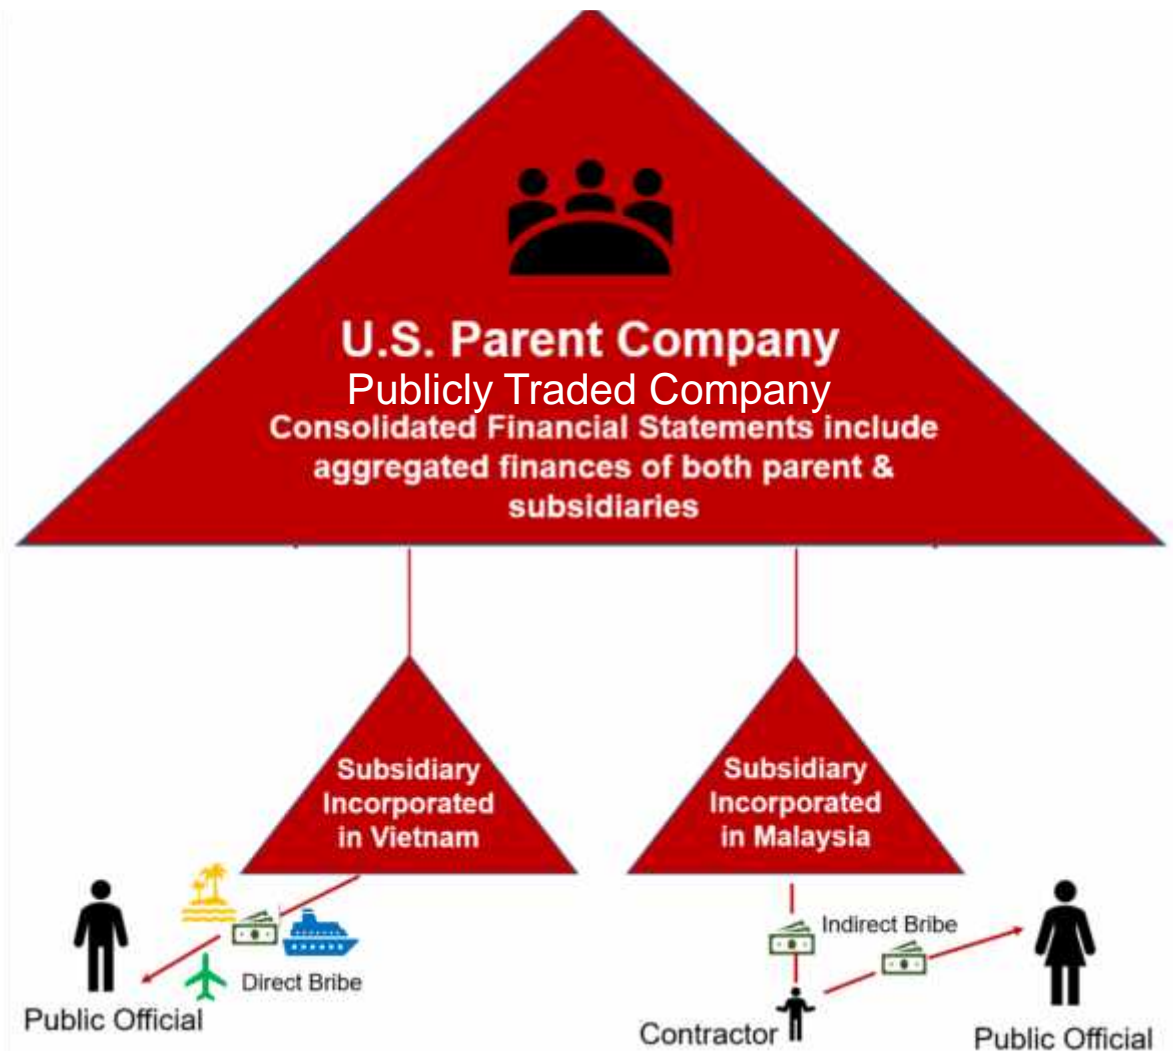 U.S. Parent Company
Publicly Traded Company
Consolidated Financial Statements include
aggregated finances of both parent &
subsidiaries
Subsidiary
Incorporated
in Vietnam
Subsidiary
Incorporated
in Malaysia
Direct Bribe
Public Official
Indirect Bribe
Contractor
Public Official